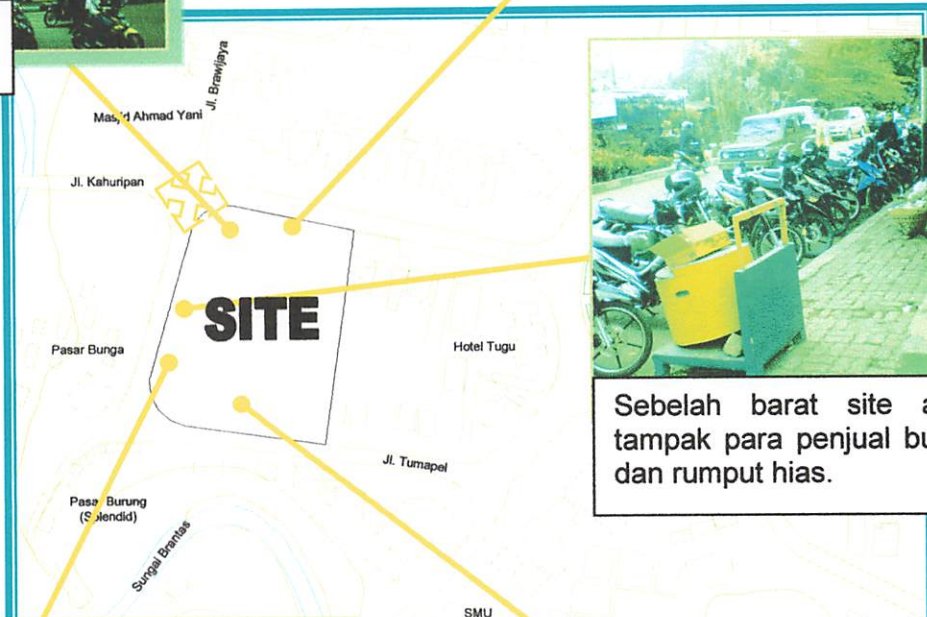 Jl. Brawijaya
Masjid Ahmad Yani
Jl. Kahuripan
SITE
Pasar Bunga
Hotel Tugu
Sebelah barat site
tampak para penjual
dan rumput hias.
Jl. Tumapel
Pasar Burung
(Splendid)
Sungai Brantas
SMU